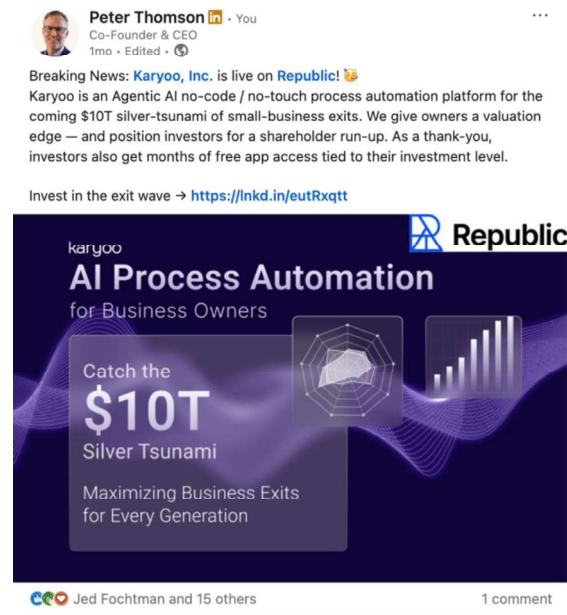 Peter Thomson in • You
Co-Founder & CEO
1mo • Edited •
Breaking News: Karyoo, Inc. is live on Republic! 🥳
Karyoo is an Agentic AI no-code / no-touch process automation platform for the
coming $10T silver-tsunami of small-business exits. We give owners a valuation
edge — and position investors for a shareholder run-up. As a thank-you,
investors also get months of free app access tied to their investment level.
Invest in the exit wave → https://lnkd.in/eutRxqtt
Republic
karyoo
AI Process Automation
for Business Owners
Catch the
$10T
Silver Tsunami
Maximizing Business Exits
for Every Generation
Jed Fochtman and 15 others
1 comment